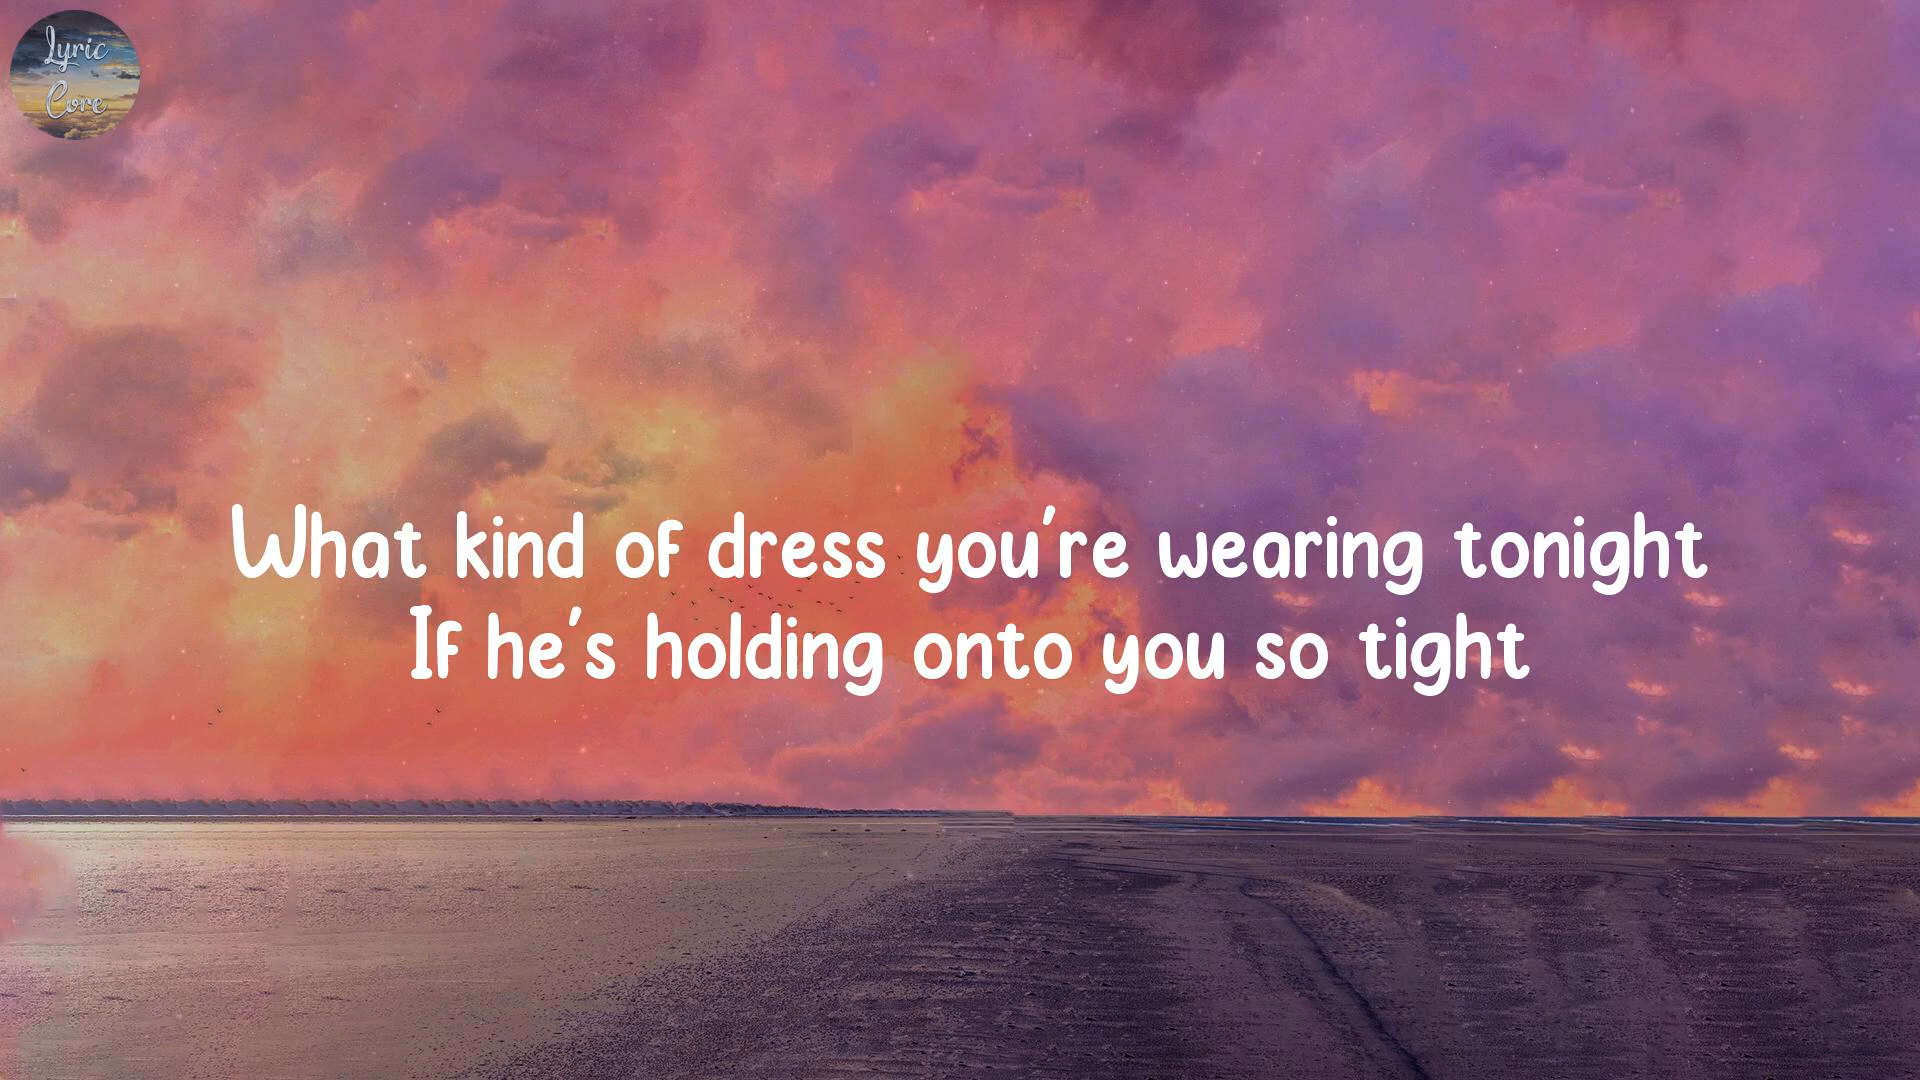 Lyric
Core
What kind of dress you're wearing tonight
If he's holding onto you so tight